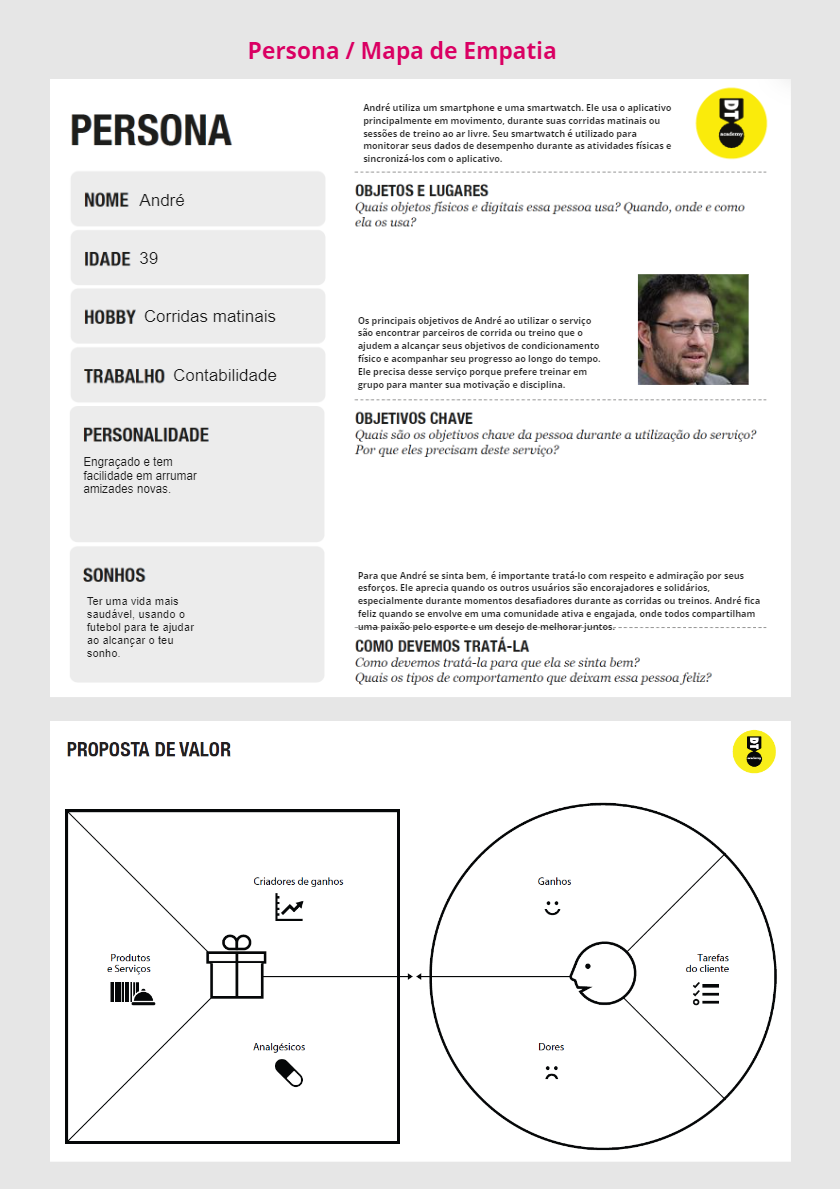 Persona / Mapa de Empatia
PERSONA
NOME André
IDADE 39
HOBBY Corridas matinais
TRABALHO Contabilidade
PERSONALIDADE
Engraçado e tem
facilidade em arrumar
amizades novas.
SONHOS
Ter uma vida mais
saudável, usando o
futebol para te ajudar
ao alcançar o teu
sonho.
André utiliza um smartphone e uma smartwatch. Ele usa o aplicativo
principalmente em movimento, durante suas corridas matinais ou
sessões de treino ao ar livre. Seu smartwatch é utilizado para
monitorar seus dados de desempenho durante as atividades físicas e
sincronizá-los com o aplicativo.
DT
academy
OBJETOS E LUGARES
Quais objetos físicos e digitais essa pessoa usa? Quando, onde e como
ela os usa?
Os principais objetivos de André ao utilizar o serviço
são encontrar parceiros de corrida ou treino que o
ajudem a alcançar seus objetivos de condicionamento
físico e acompanhar seu progresso ao longo do tempo.
Ele precisa desse serviço porque prefere treinar em
grupo para manter sua motivação e disciplina.
OBJETIVOS CHAVE
Quais são os objetivos chave da pessoa durante a utilização do serviço?
Por que eles precisam deste serviço?
Para que André se sinta bem, é importante tratá-lo com respeito e admiração por seus
esforços. Ele aprecia quando os outros usuários são encorajadores e solidários,
especialmente durante momentos desafiadores durante as corridas ou treinos. André fica
feliz quando se envolve em uma comunidade ativa e engajada, onde todos compartilham
uma paixão pelo esporte e um desejo de melhorar juntos.
COMO DEVEMOS TRATÁ-LA
Como devemos tratá-la para que ela se sinta bem?
Quais os tipos de comportamento que deixam essa pessoa feliz?
PROPOSTA DE VALOR
DT
academy
Criadores de ganhos
Produtos
e Serviços
Analgésicos
Ganhos
Tarefas
do cliente
Dores